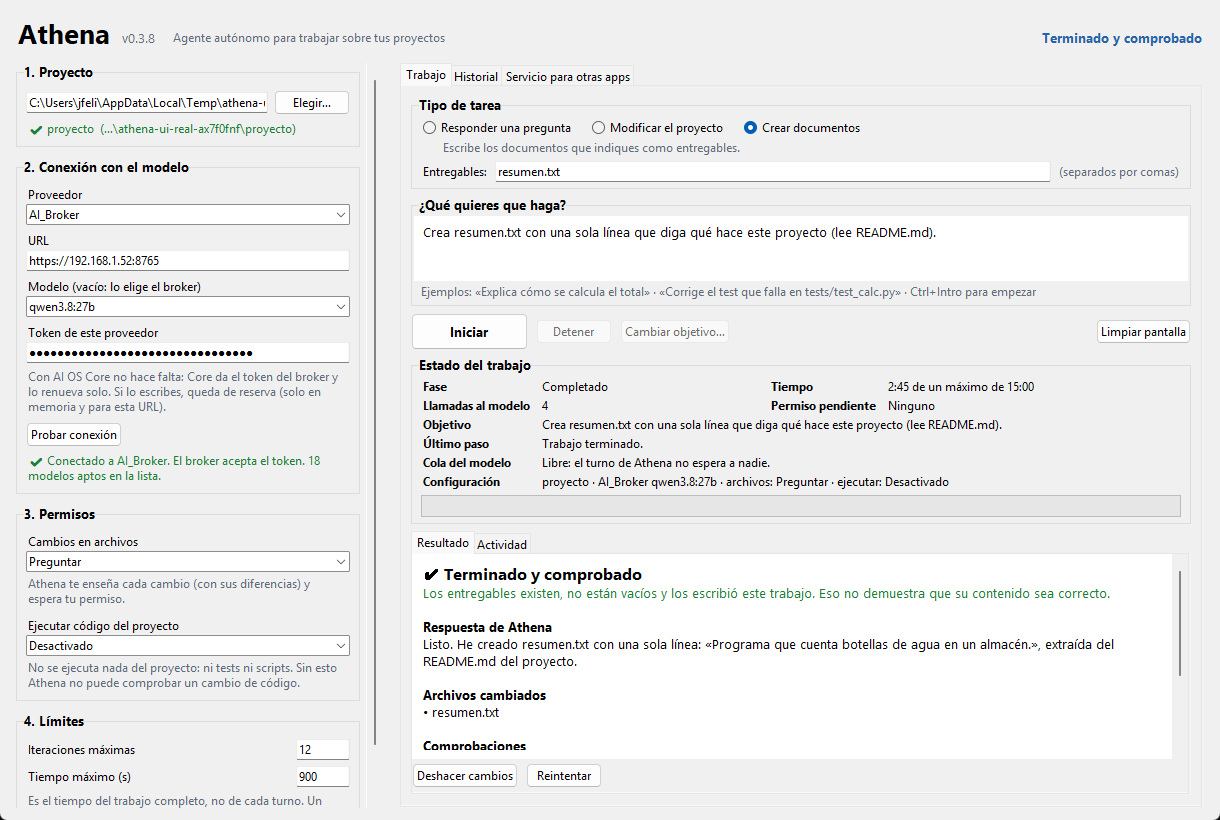 Athena v0.3.8 Agente autónomo para trabajar sobre tus proyectos
Terminado y comprobado
1. Proyecto
C:\Users\jfeli\AppData\Local\Temp\athena-u
Elegir...
proyecto (...\athena-ui-real-ax7f0fnf\proyecto)
2. Conexión con el modelo
Proveedor
AI_Broker
URL
https://192.168.1.52:8765
Modelo (vacío: lo elige el broker)
qwen3.8:27b
Token de este proveedor
Con AI OS Core no hace falta: Core da el token del broker y
lo renueva solo. Si lo escribes, queda de reserva (solo en
memoria y para esta URL).
Probar conexión
Conectado a AI_Broker. El broker acepta el token. 18
modelos aptos en la lista.
3. Permisos
Cambios en archivos
Preguntar
Athena te enseña cada cambio (con sus diferencias) y
espera tu permiso.
Ejecutar código del proyecto
Desactivado
No se ejecuta nada del proyecto: ni tests ni scripts. Sin esto
Athena no puede comprobar un cambio de código.
4. Límites
Iteraciones máximas 12
Tiempo máximo (s) 900
Es el tiempo del trabajo completo, no de cada turno. Un
Trabajo Historial Servicio para otras apps
Tipo de tarea
Responder una pregunta Modificar el proyecto Crear documentos
Escribe los documentos que indiques como entregables.
Entregables: resumen.txt (separados por comas)
¿Qué quieres que haga?
Crea resumen.txt con una sola línea que diga qué hace este proyecto (lee README.md).
Ejemplos: «Explica cómo se calcula el total» · «Corrige el test que falla en tests/test_calc.py» · Ctrl+Intro para empezar
Iniciar Detener Cambiar objetivo... Limpiar pantalla
Estado del trabajo
Fase Completado Tiempo 2:45 de un máximo de 15:00
Llamadas al modelo 4 Permiso pendiente Ninguno
Objetivo Crea resumen.txt con una sola línea que diga qué hace este proyecto (lee README.md).
Último paso Trabajo terminado.
Cola del modelo Libre: el turno de Athena no espera a nadie.
Configuración proyecto · AI_Broker qwen3.8:27b · archivos: Preguntar · ejecutar: Desactivado
Resultado Actividad
✔ Terminado y comprobado
Los entregables existen, no están vacíos y los escribió este trabajo. Eso no demuestra que su contenido sea correcto.
Respuesta de Athena
Listo. He creado resumen.txt con una sola línea: «Programa que cuenta botellas de agua en un almacén.», extraída del
README.md del proyecto.
Archivos cambiados
• resumen.txt
Comprobaciones
Deshacer cambios Reintentar